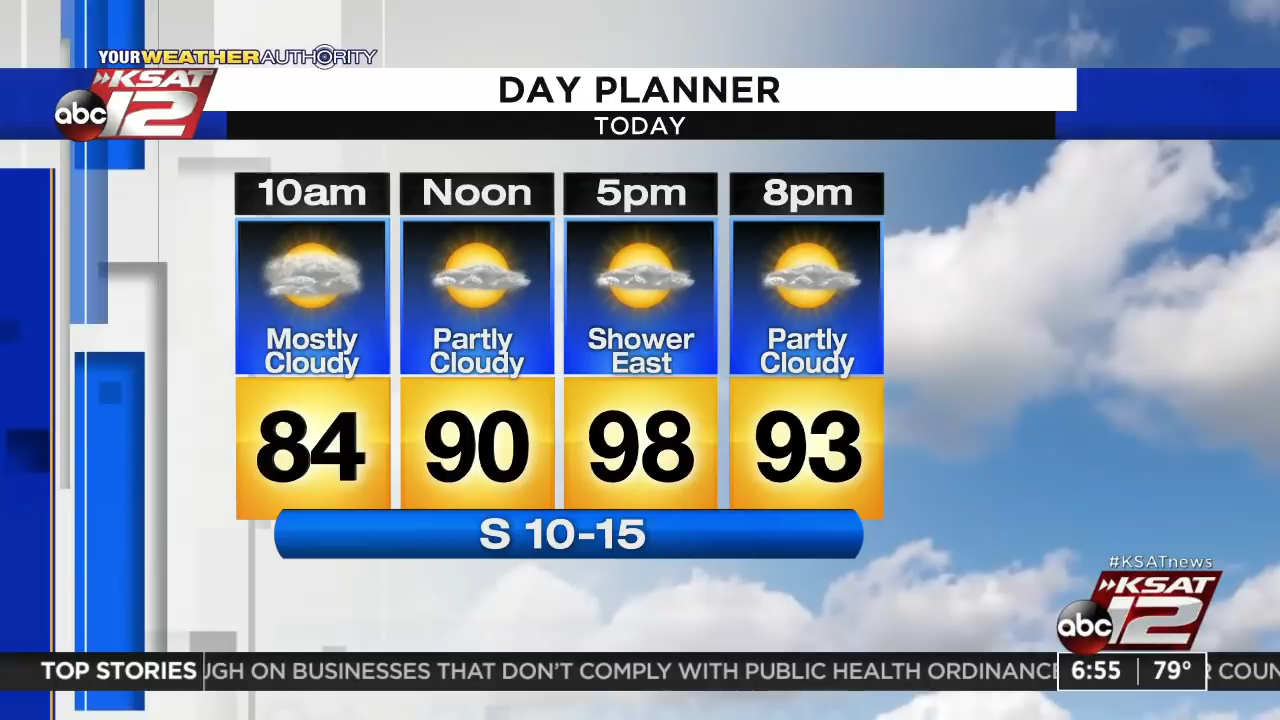 YOURWEATHERAUTHORITY
KSAT
abc 12
DAY PLANNER
TODAY
10am Noon 5pm 8pm
Mostly Cloudy
Partly Cloudy
Shower East
Partly Cloudy
84 90 98 93
S 10-15
#KSATnews
KSAT
abc 12
TOP STORIES UGH ON BUSINESSES THAT DON'T COMPLY WITH PUBLIC HEALTH ORDINANC 6:55 79° R COUN